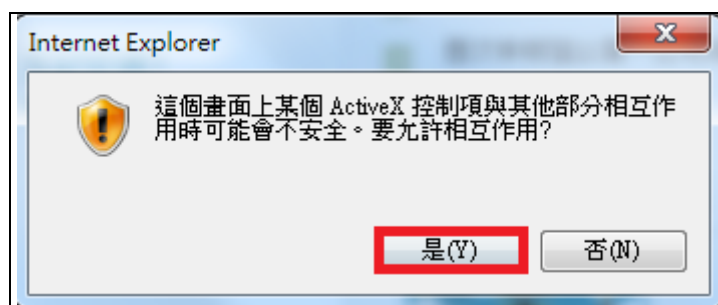 Internet Explorer
這個畫面上某個 ActiveX 控制項與其他部分相互作
用時可能會不安全。要允許相互作用?
是(Y)
否(N)